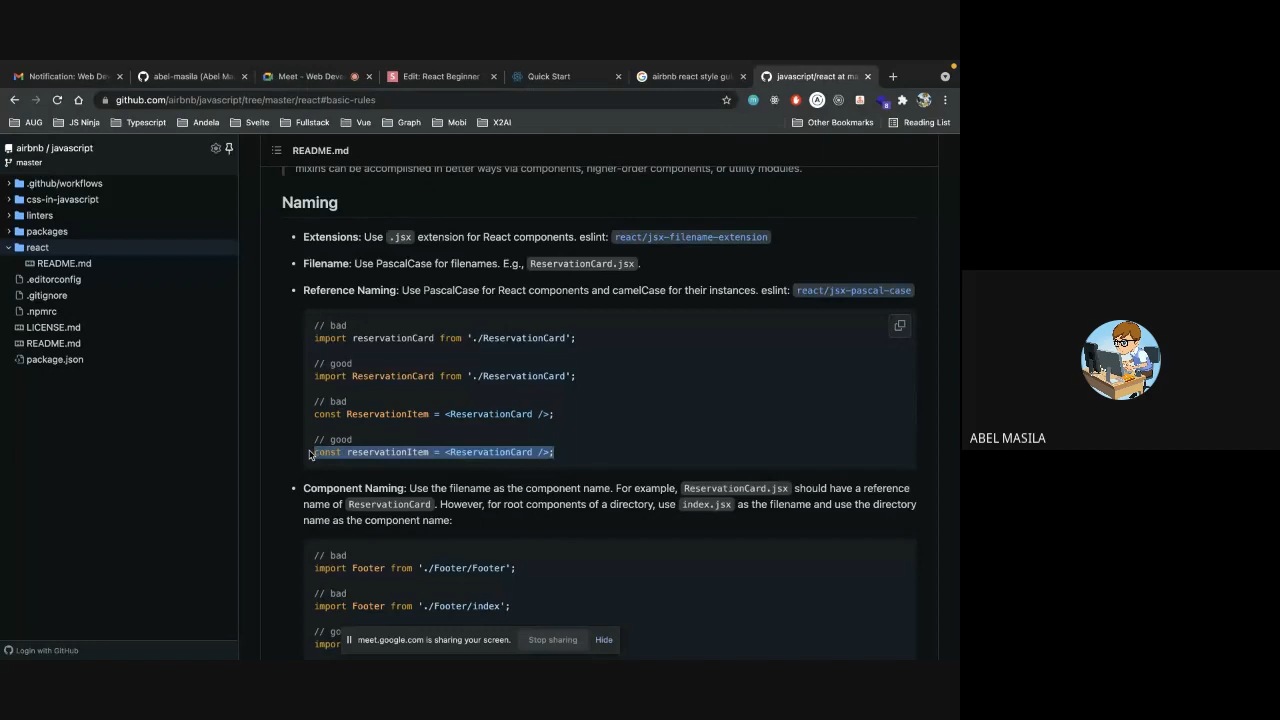 Notification: Web De
abel-masila (Abel Ma
Meet – Web Deve
Edit: React Beginner
Quick Start
airbnb react style gui
javascript/react at ma
github.com/airbnb/javascript/tree/master/react#basic-rules
AUG
JS Ninja
Typescript
Andela
Svelte
Fullstack
Vue
Graph
Mobi
X2AI
Other Bookmarks
Reading List
airbnb / javascript
master
.github/workflows
css-in-javascript
linters
packages
react
README.md
.editorconfig
.gitignore
.npmrc
LICENSE.md
README.md
package.json
Login with GitHub
README.md
mixins can be accomplished in better ways via components, higher-order components, or utility modules.
Naming
• Extensions: Use .jsx extension for React components. eslint: react/jsx-filename-extension
• Filename: Use PascalCase for filenames. E.g., ReservationCard.jsx.
• Reference Naming: Use PascalCase for React components and camelCase for their instances. eslint: react/jsx-pascal-case
// bad
import reservationCard from './ReservationCard';
// good
import ReservationCard from './ReservationCard';
// bad
const ReservationItem = <ReservationCard />;
// good
const reservationItem = <ReservationCard />;
• Component Naming: Use the filename as the component name. For example, ReservationCard.jsx should have a reference
name of ReservationCard. However, for root components of a directory, use index.jsx as the filename and use the directory
name as the component name:
// bad
import Footer from './Footer/Footer';
// bad
import Footer from './Footer/index';
// go
impor
meet.google.com is sharing your screen.
Stop sharing
Hide
ABEL MASILA